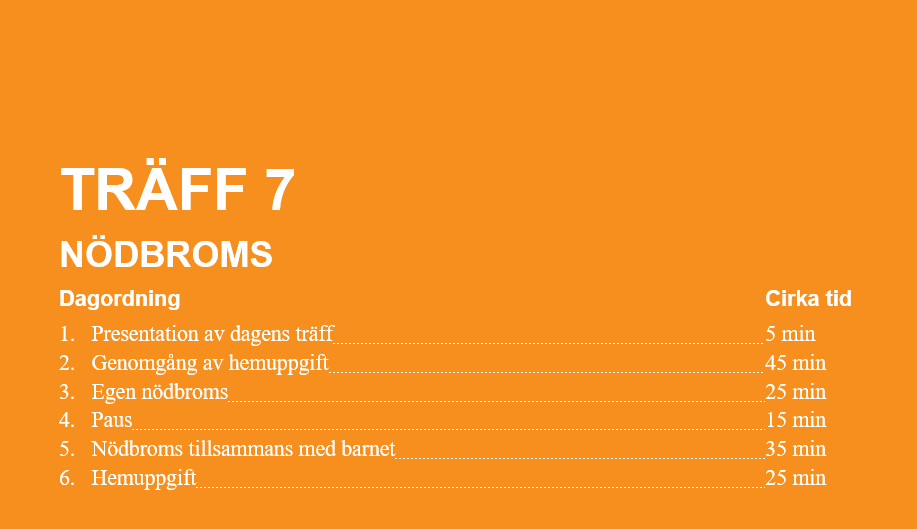 TRÄFF 7
NÖDBROMS
Dagordning Cirka tid
1. Presentation av dagens träff 5 min
2. Genomgång av hemuppgift 45 min
3. Egen nödbroms 25 min
4. Paus 15 min
5. Nödbroms tillsammans med barnet 35 min
6. Hemuppgift 25 min